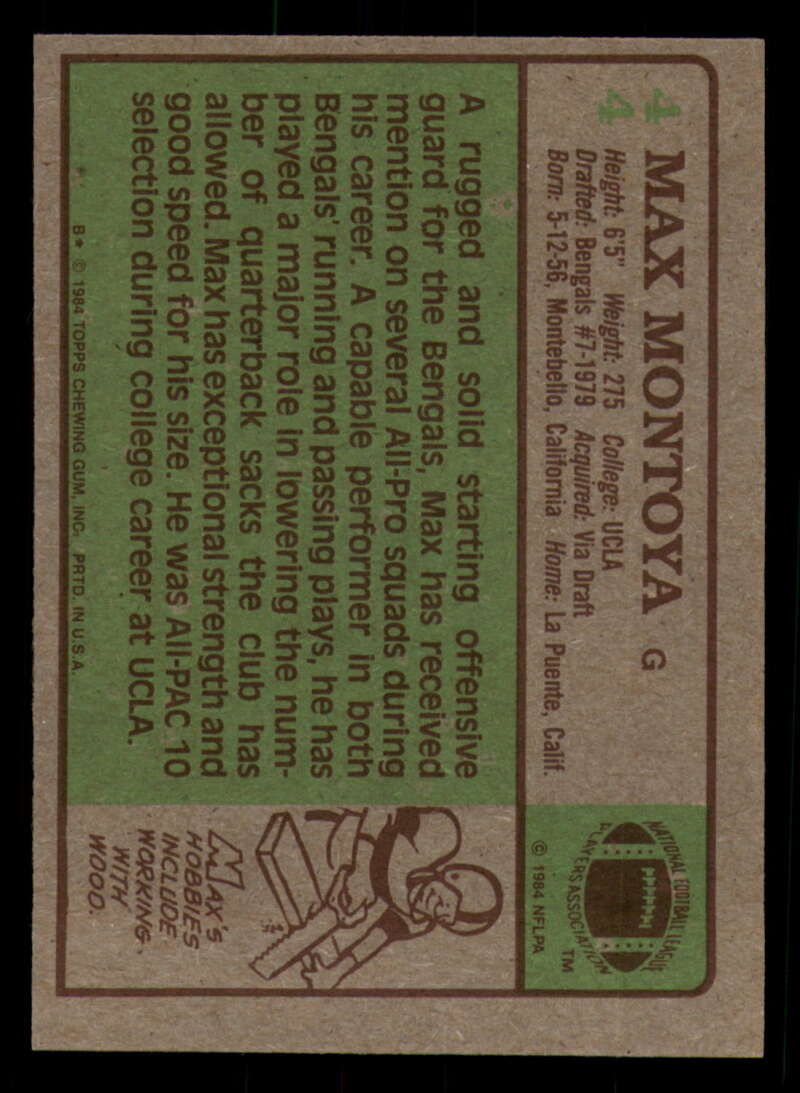 44
MAX MONTOYA G
Height: 6'5" Weight: 275 College: UCLA
Drafted: Bengals #7-1979 Acquired: Via Draft
Born: 5-12-56, Montebello, California Home: La Puente, Calif.
NATIONAL FOOTBALL LEAGUE
PLAYERS ASSOCIATION
TM
© 1984 NFLPA
A rugged and solid starting offensive
guard for the Bengals, Max has received
mention on several All-Pro squads during
his career. A capable performer in both
Bengals' running and passing plays, he has
played a major role in lowering the num-
ber of quarterback sacks the club has
allowed. Max has exceptional strength and
good speed for his size. He was All-PAC 10
selection during college career at UCLA.
MAX'S
HOBBIES
INCLUDE
WORKING
WITH
WOOD.
B* © 1984 TOPPS CHEWING GUM, INC. PRTD. IN U.S.A.